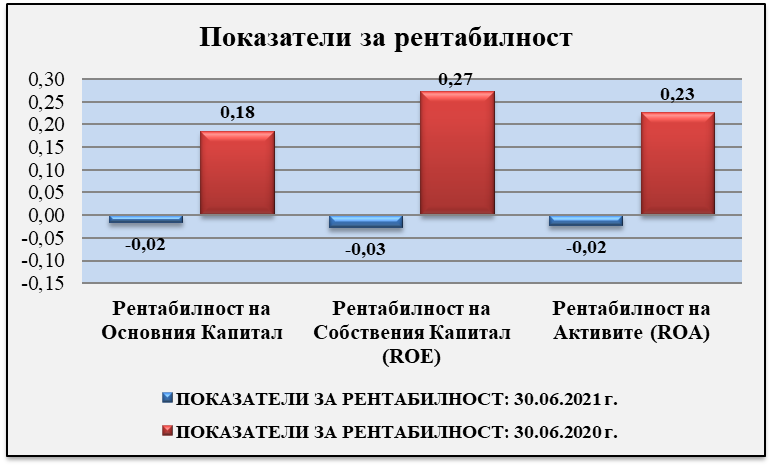 Показатели за рентабилност
0,30
0,25
0,20
0,15
0,10
0,05
0,00
-0,05
-0,10
-0,15
0,18
0,27
0,23
-0,02
-0,03
-0,02
Рентабилност на
Основния Капитал
Рентабилност на
Собствения Капитал
(ROE)
Рентабилност на
Активите (ROA)
ПОКАЗАТЕЛИ ЗА РЕНТАБИЛНОСТ: 30.06.2021 г.
ПОКАЗАТЕЛИ ЗА РЕНТАБИЛНОСТ: 30.06.2020 г.